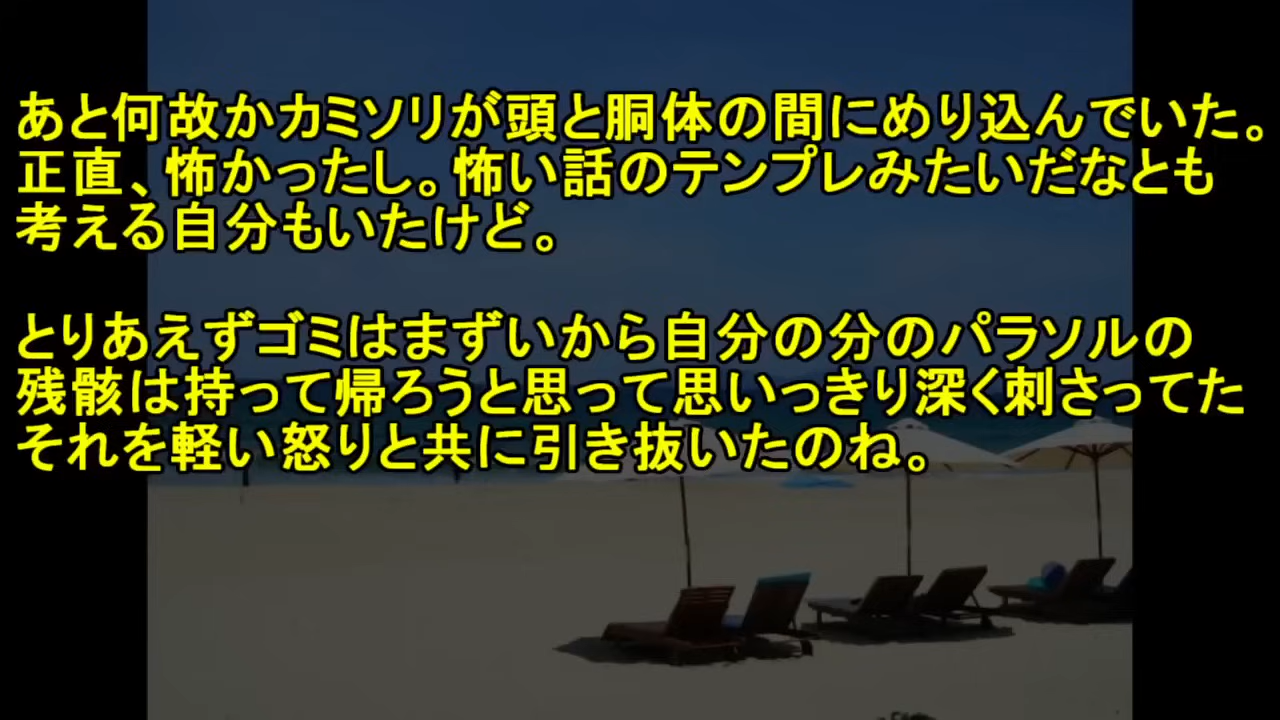 あと何故かカミソリが頭と胴体の間にめり込んでいた。
正直、怖かったし。怖い話のテンプレみたいだなとも
考える自分もいたけど。
とりあえずゴミはまずいから自分の分のパラソルの
残骸は持って帰ろうと思って思いっきり深く刺さってた
それを軽い怒りと共に引き抜いたのね。